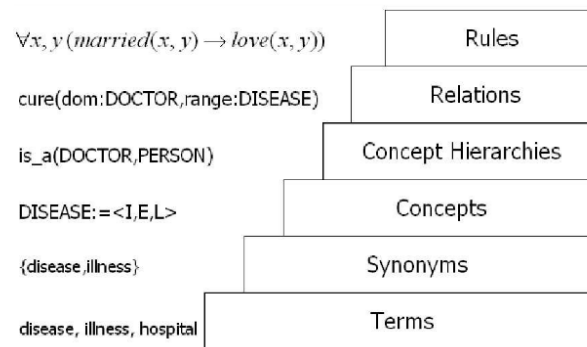 ∀x, y (married(x, y) → love(x, y)) Rules
cure(dom:DOCTOR,range:DISEASE) Relations
is_a(DOCTOR,PERSON) Concept Hierarchies
DISEASE:=<I,E,L> Concepts
{disease,illness} Synonyms
disease, illness, hospital Terms